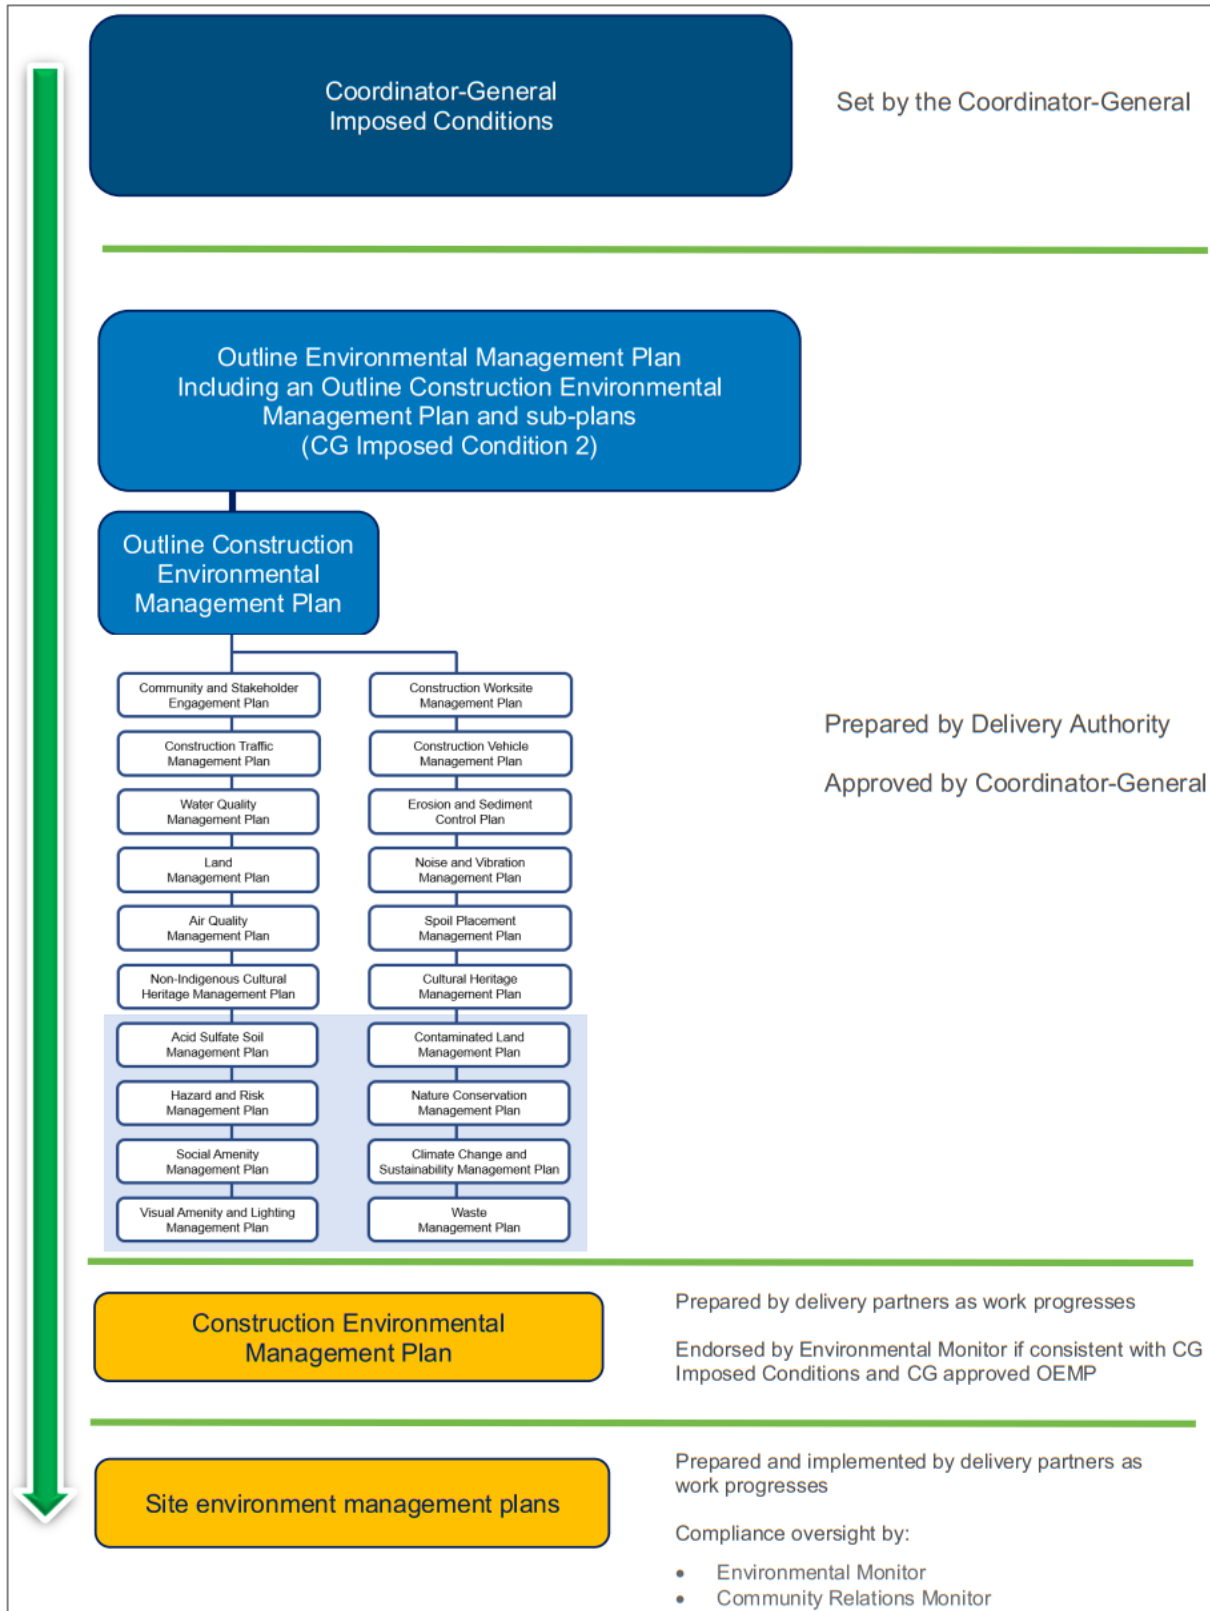 Coordinator-General
Imposed Conditions
Set by the Coordinator-General
Outline Environmental Management Plan
Including an Outline Construction Environmental
Management Plan and sub-plans
(CG Imposed Condition 2)
Outline Construction
Environmental
Management Plan
Community and Stakeholder
Engagement Plan
Construction Worksite
Management Plan
Construction Traffic
Management Plan
Construction Vehicle
Management Plan
Water Quality
Management Plan
Erosion and Sediment
Control Plan
Land
Management Plan
Noise and Vibration
Management Plan
Air Quality
Management Plan
Spoil Placement
Management Plan
Non-Indigenous Cultural
Heritage Management Plan
Cultural Heritage
Management Plan
Acid Sulfate Soil
Management Plan
Contaminated Land
Management Plan
Hazard and Risk
Management Plan
Nature Conservation
Management Plan
Social Amenity
Management Plan
Climate Change and
Sustainability Management Plan
Visual Amenity and Lighting
Management Plan
Waste
Management Plan
Prepared by Delivery Authority
Approved by Coordinator-General
Construction Environmental
Management Plan
Prepared by delivery partners as work progresses
Endorsed by Environmental Monitor if consistent with CG
Imposed Conditions and CG approved OEMP
Site environment management plans
Prepared and implemented by delivery partners as
work progresses
Compliance oversight by:
• Environmental Monitor
• Community Relations Monitor